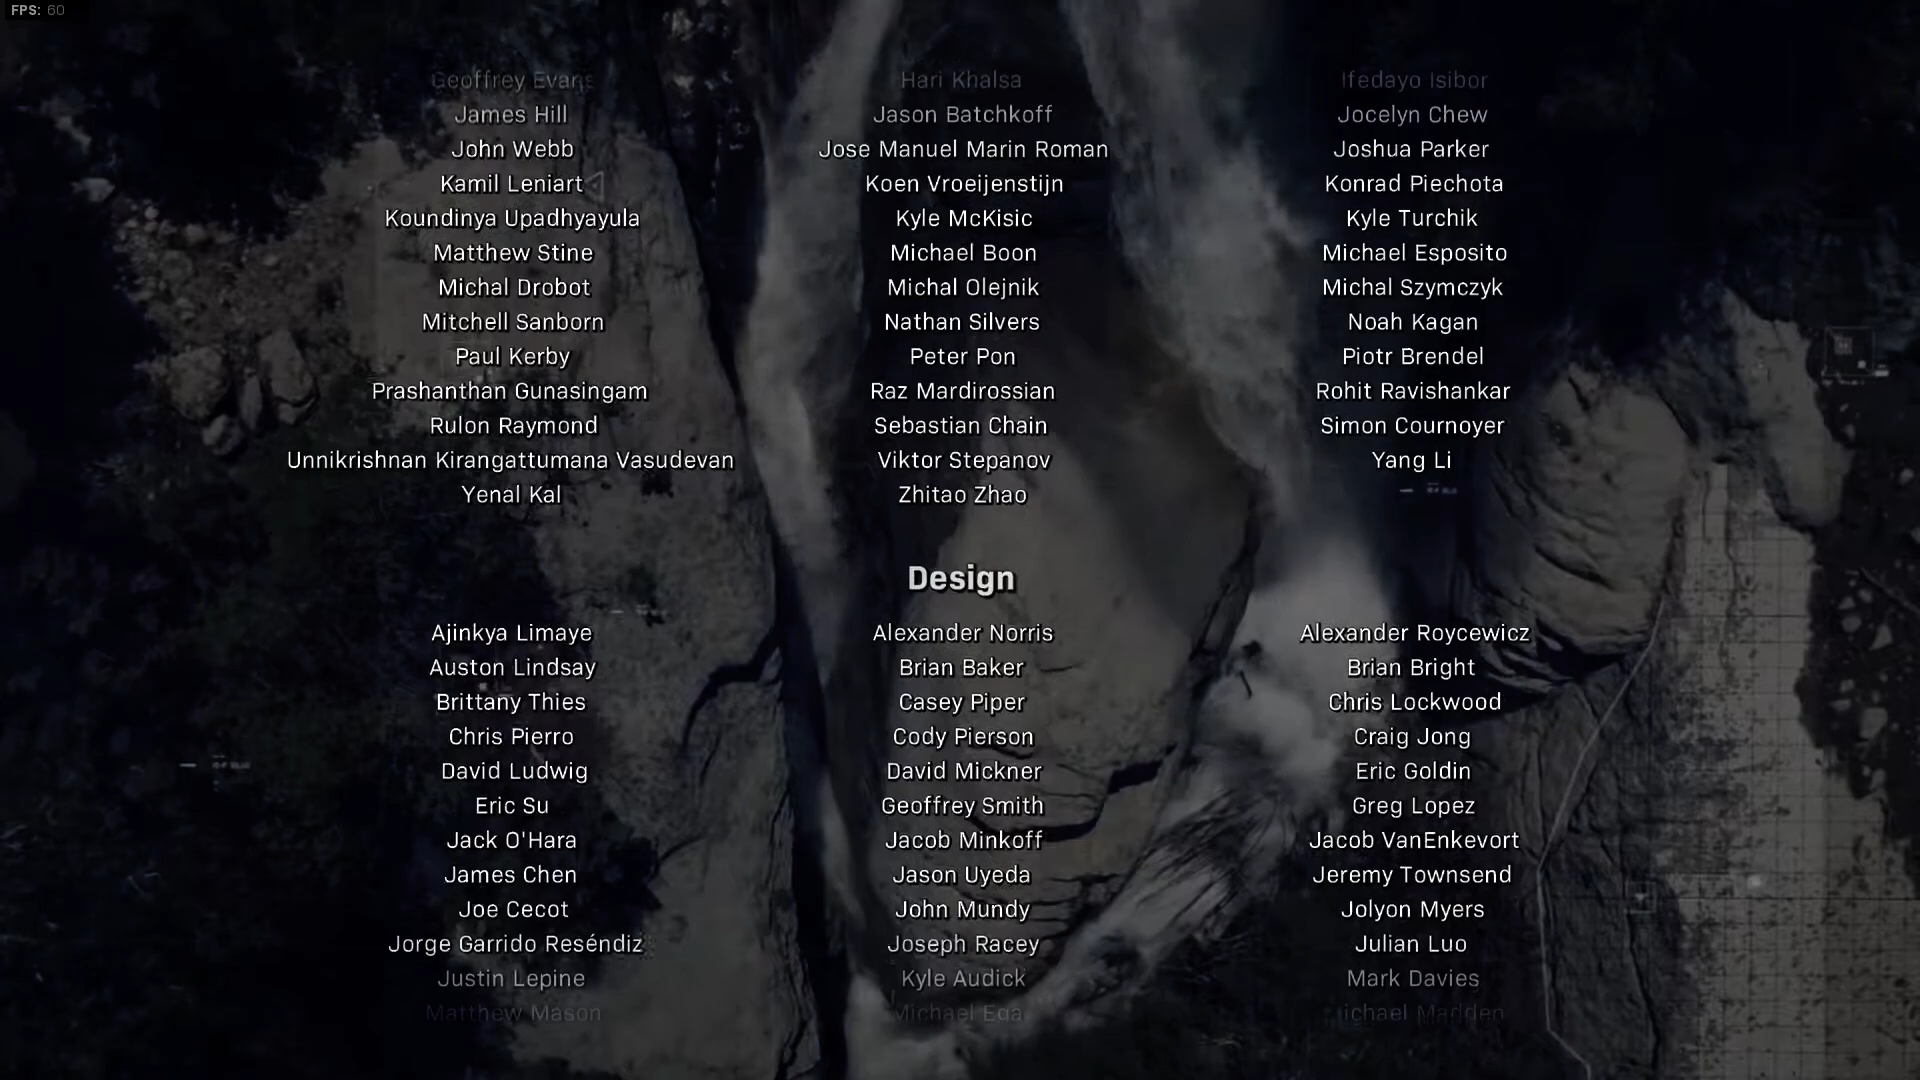 FPS: 60
Geoffrey Evans Hari Khalsa Ifedayo Isibor
James Hill Jason Batchkoff Jocelyn Chew
John Webb Jose Manuel Marin Roman Joshua Parker
Kamil Leniart Koen Vroeijenstijn Konrad Piechota
Koundinya Upadhyayula Kyle McKisic Kyle Turchik
Matthew Stine Michael Boon Michael Esposito
Michal Drobot Michal Olejnik Michal Szymczyk
Mitchell Sanborn Nathan Silvers Noah Kagan
Paul Kerby Peter Pon Piotr Brendel
Prashanthan Gunasingam Raz Mardirossian Rohit Ravishankar
Rulon Raymond Sebastian Chain Simon Cournoyer
Unnikrishnan Kirangattumana Vasudevan Viktor Stepanov Yang Li
Yenal Kal Zhitao Zhao
Design
Ajinkya Limaye Alexander Norris Alexander Roycewicz
Auston Lindsay Brian Baker Brian Bright
Brittany Thies Casey Piper Chris Lockwood
Chris Pierro Cody Pierson Craig Jong
David Ludwig David Mickner Eric Goldin
Eric Su Geoffrey Smith Greg Lopez
Jack O'Hara Jacob Minkoff Jacob VanEnkevort
James Chen Jason Uyeda Jeremy Townsend
Joe Cecot John Mundy Jolyon Myers
Jorge Garrido Reséndiz Joseph Racey Julian Luo
Justin Lepine Kyle Audick Mark Davies
Matthew Mason Michael Michael Madden